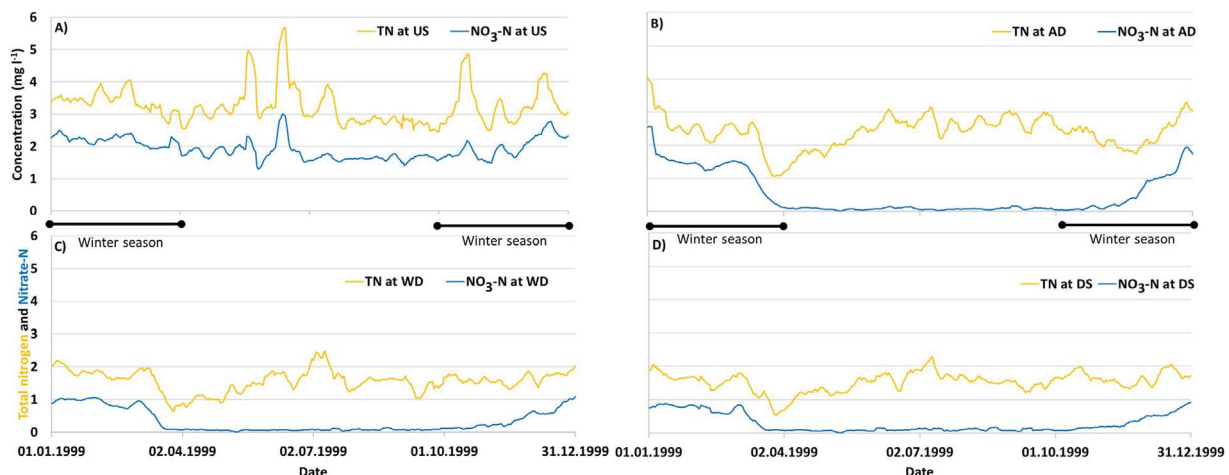 A)
TN at US NO3-N at US
6
5
4
3
2
1
0
Concentration (mg l-1)
B)
TN at AD NO3-N at AD
Winter season Winter season
Winter season Winter season
C)
TN at WD NO3-N at WD
6
5
4
3
2
1
0
Total nitrogen and Nitrate-N
01.01.1999 02.04.1999 02.07.1999 01.10.1999 31.12.1999
Date
D)
TN at DS NO3-N at DS
01.01.1999 02.04.1999 02.07.1999 01.10.1999 31.12.1999
Date